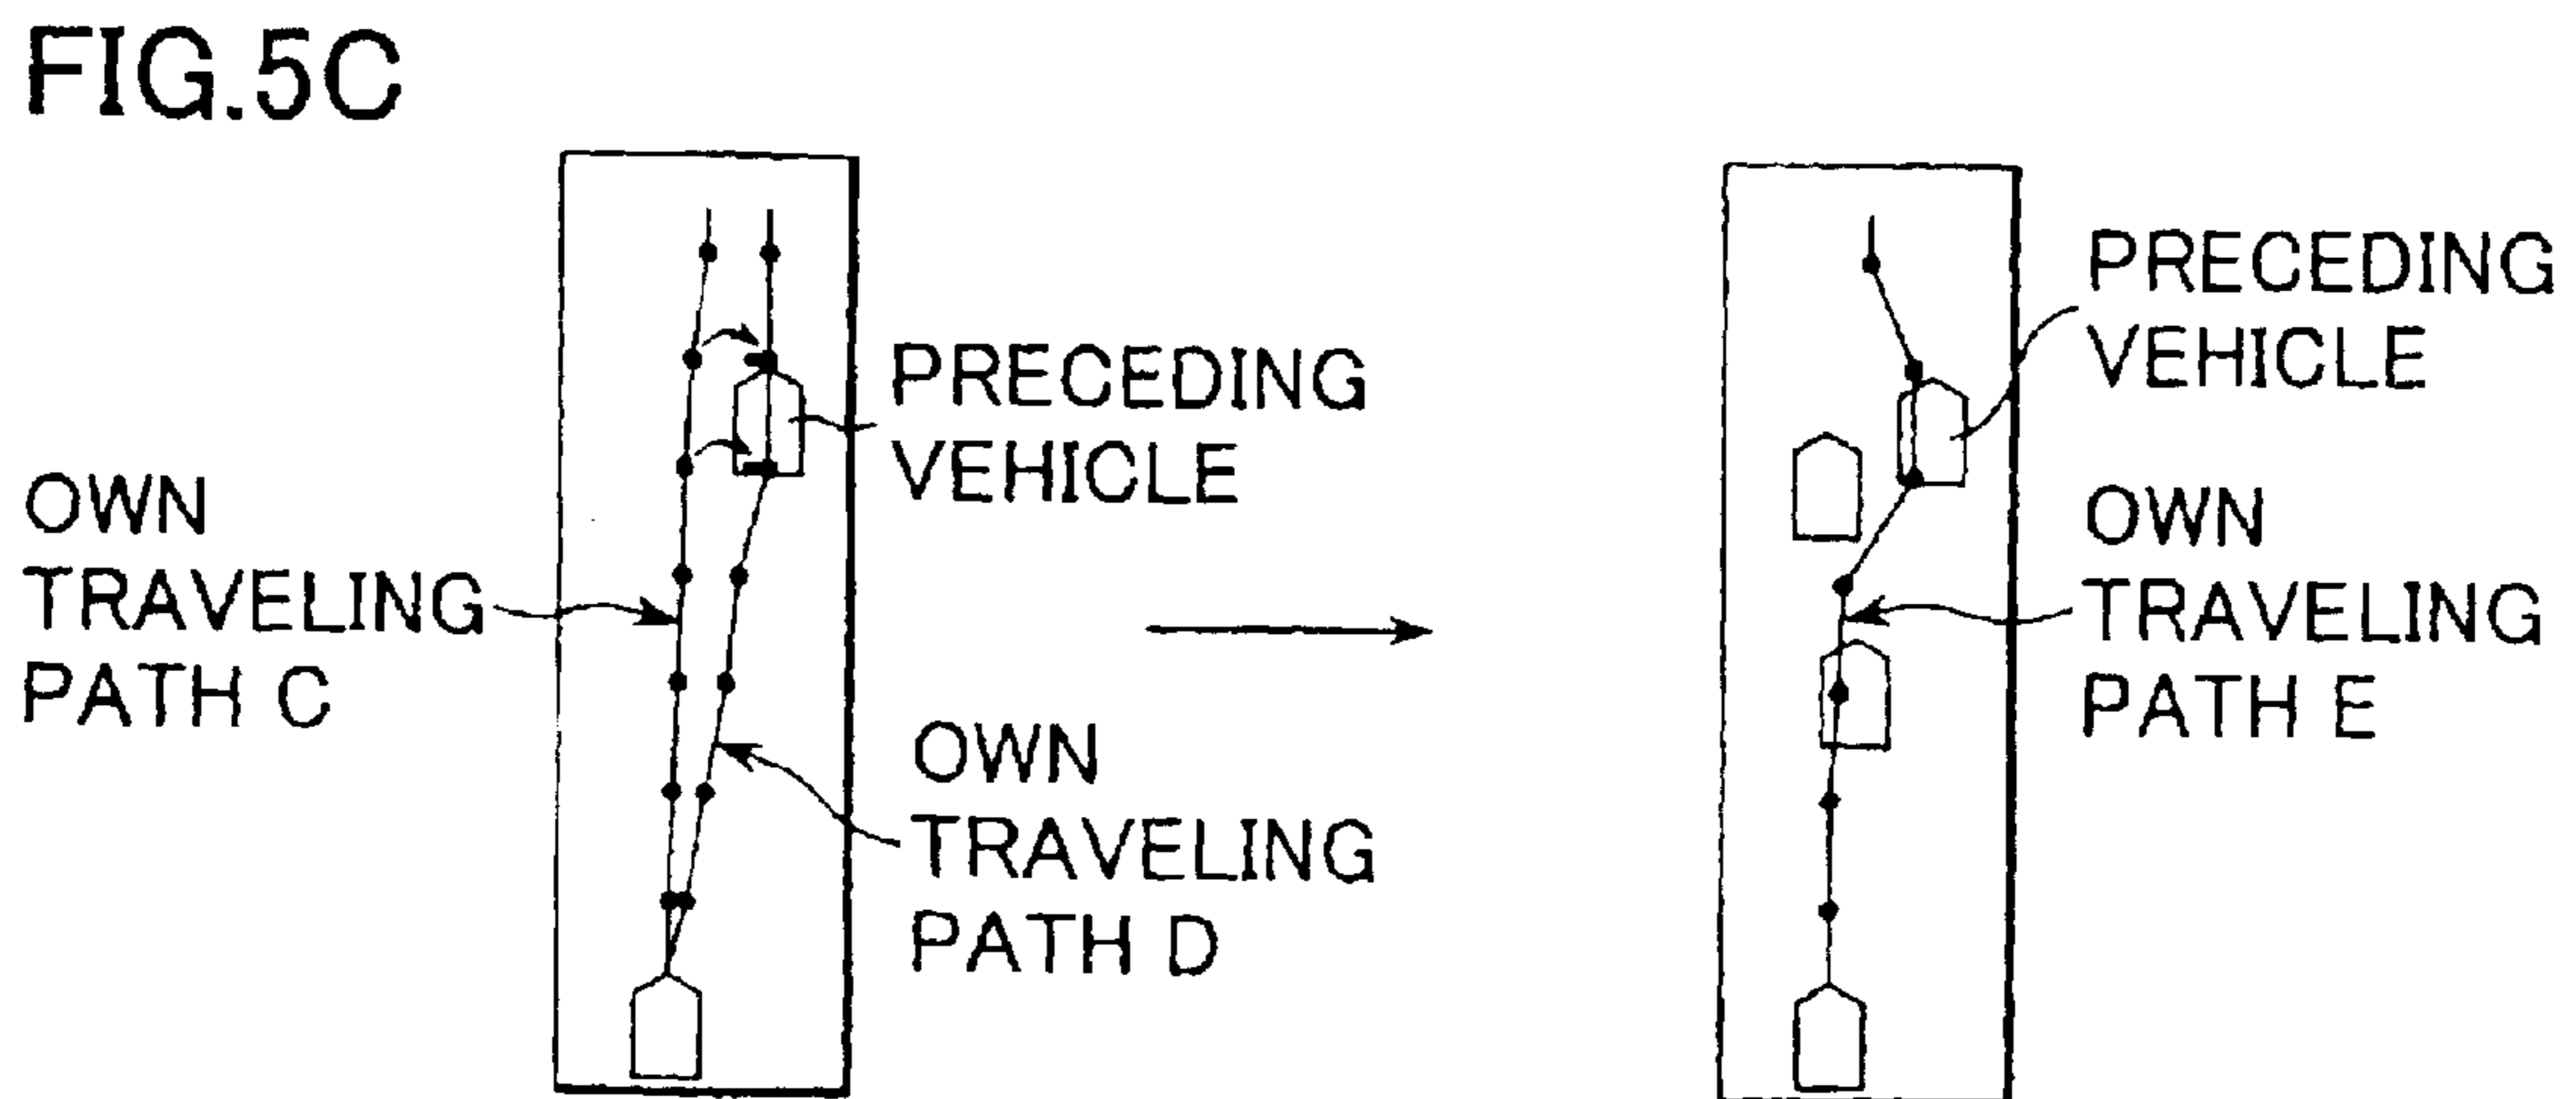 FIG.5C
PRECEDING
VEHICLE
OWN
TRAVELING
PATH C
OWN
TRAVELING
PATH D
PRECEDING
VEHICLE
OWN
TRAVELING
PATH E